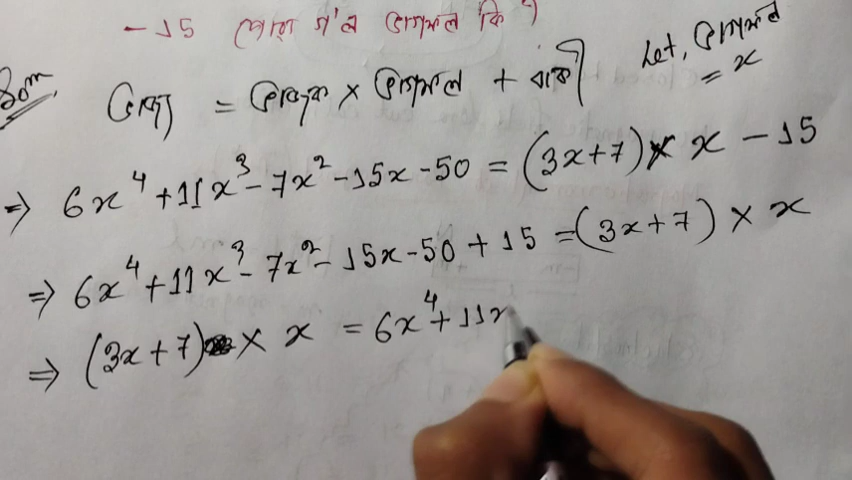 -15 পোৱা গ'ল ভাগফল কি ?
Let, ভাগফল
= x
Soln, ভাজ্য = ভাজক × ভাগফল + বাকী
⇒ 6x⁴ + 11x³ - 7x² - 15x - 50 = (3x+7) × x - 15
⇒ 6x⁴ + 11x³ - 7x² - 15x - 50 + 15 = (3x+7) × x
⇒ (3x+7) × x = 6x⁴ + 11x